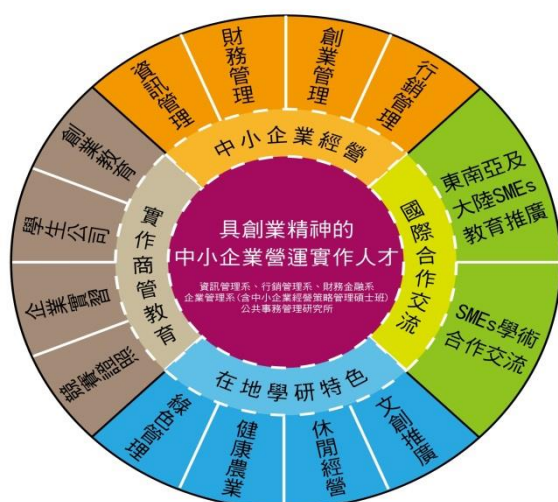 資訊管理
財務管理
創業管理
行銷管理
中小企業經營
創業教育
學生公司
企業實習
競賽證照
實作商管教育
具創業精神的
中小企業營運實作人才
資訊管理系、行銷管理系、財務金融系
企業管理系(含中小企業經營策略管理碩士班)
公共事務管理研究所
國際合作交流
東南亞及
大陸SMEs
教育推廣
SMEs學術
合作交流
在地學研特色
綠色管理
健康農業
休閒經營
文創推廣